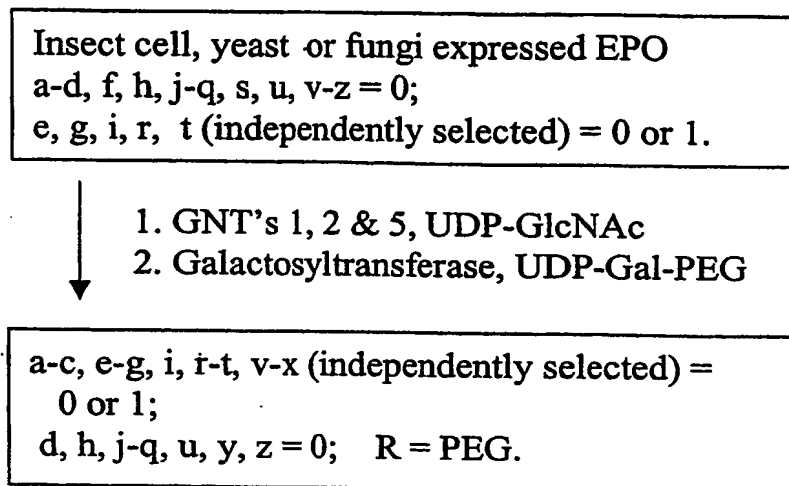 Insect cell, yeast or fungi expressed EPO
a-d, f, h, j-q, s, u, v-z = 0;
e, g, i, r, t (independently selected) = 0 or 1.
1. GNT's 1, 2 & 5, UDP-GlcNAc
2. Galactosyltransferase, UDP-Gal-PEG
a-c, e-g, i, r-t, v-x (independently selected) =
0 or 1;
d, h, j-q, u, y, z = 0; R = PEG.